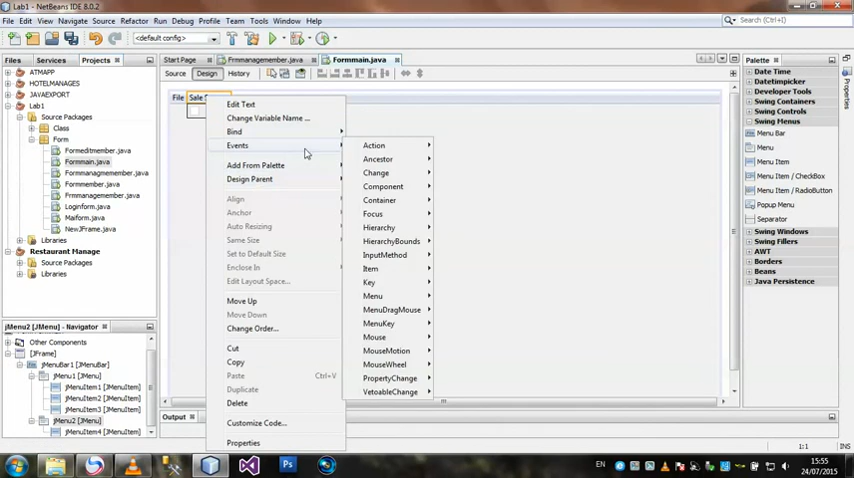 Lab1 - NetBeans IDE 8.0.2
File Edit View Navigate Source Refactor Run Debug Profile Team Tools Window Help
Search (Ctrl+I)
<default config>
Files
Services
Projects
ATMAPP
HOTELMANAGES
JAVAEXPORT
Lab1
Source Packages
Class
Form
Formeditmember.java
Formmain.java
Formmember.java
Frmmanagemember.java
Loginform.java
Maiform.java
NewJFrame.java
Libraries
Restaurant Manage
Source Packages
Libraries
jMenu2 [JMenu] - Navigator
Form Formmain
Other Components
[JFrame]
jMenuBar1 [JMenuBar]
jMenu1 [JMenu]
jMenuItem1 [JMenuItem]
jMenuItem2 [JMenuItem]
jMenuItem3 [JMenuItem]
jMenu2 [JMenu]
jMenuItem4 [JMenuItem]
Start Page
Frmmanagemember.java
Formmain.java
Source
Design
History
File
Sale
Edit Text
Change Variable Name ...
Bind
Events
Add From Palette
Design Parent
Align
Anchor
Auto Resizing
Same Size
Set to Default Size
Enclose In
Edit Layout Space...
Move Up
Move Down
Change Order...
Cut
Copy
Paste Ctrl+V
Duplicate
Delete
Customize Code...
Properties
Action
Ancestor
Change
Component
Container
Focus
Hierarchy
HierarchyBounds
InputMethod
Item
Key
Menu
MenuDragMouse
MenuKey
Mouse
MouseMotion
MouseWheel
PropertyChange
VetoableChange
Output
Palette
Date Time
Datetimpicker
Developer Tools
Swing Containers
Swing Controls
Swing Menus
Menu Bar
Menu
Menu Item
Menu Item / CheckBox
Menu Item / RadioButton
Popup Menu
Separator
Swing Windows
Swing Fillers
AWT
Borders
Beans
Java Persistence
Properties
1:1
INS
Ps
EN
15:55
24/07/2015